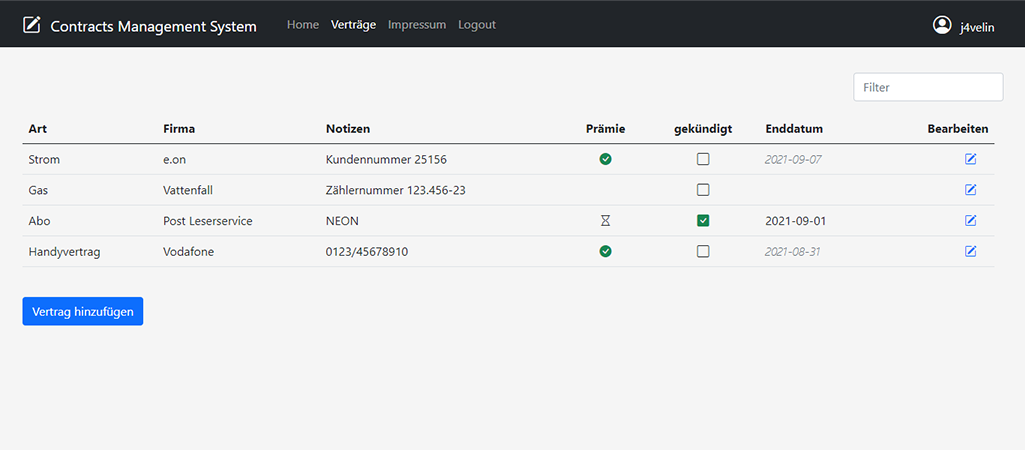 Contracts Management System Home Verträge Impressum Logout j4velin
Filter
Art Firma Notizen Prämie gekündigt Enddatum Bearbeiten
Strom e.on Kundennummer 25156 2021-09-07
Gas Vattenfall Zählernummer 123.456-23
Abo Post Leserservice NEON 2021-09-01
Handyvertrag Vodafone 0123/45678910 2021-08-31
Vertrag hinzufügen